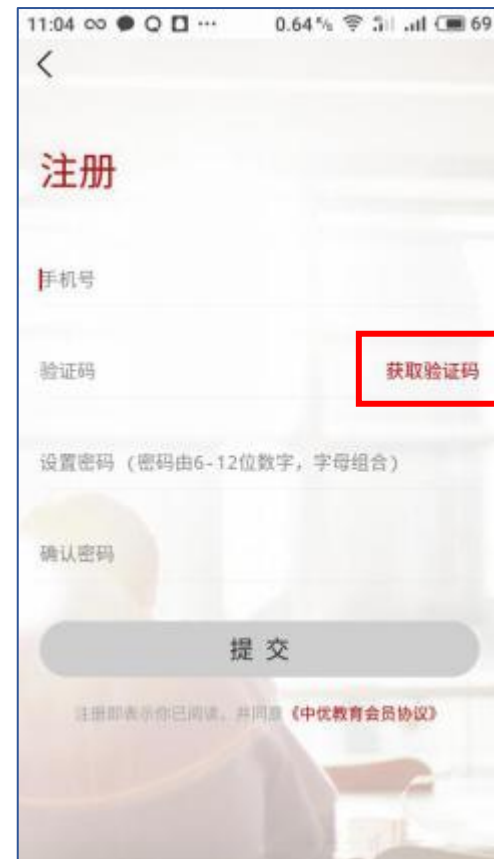 11:04 ... 0.64 K/s 69
注册
手机号
验证码 获取验证码
设置密码 (密码由6-12位数字，字母组合)
确认密码
提 交
注册即表示你已阅读，并同意《中优教育会员协议》